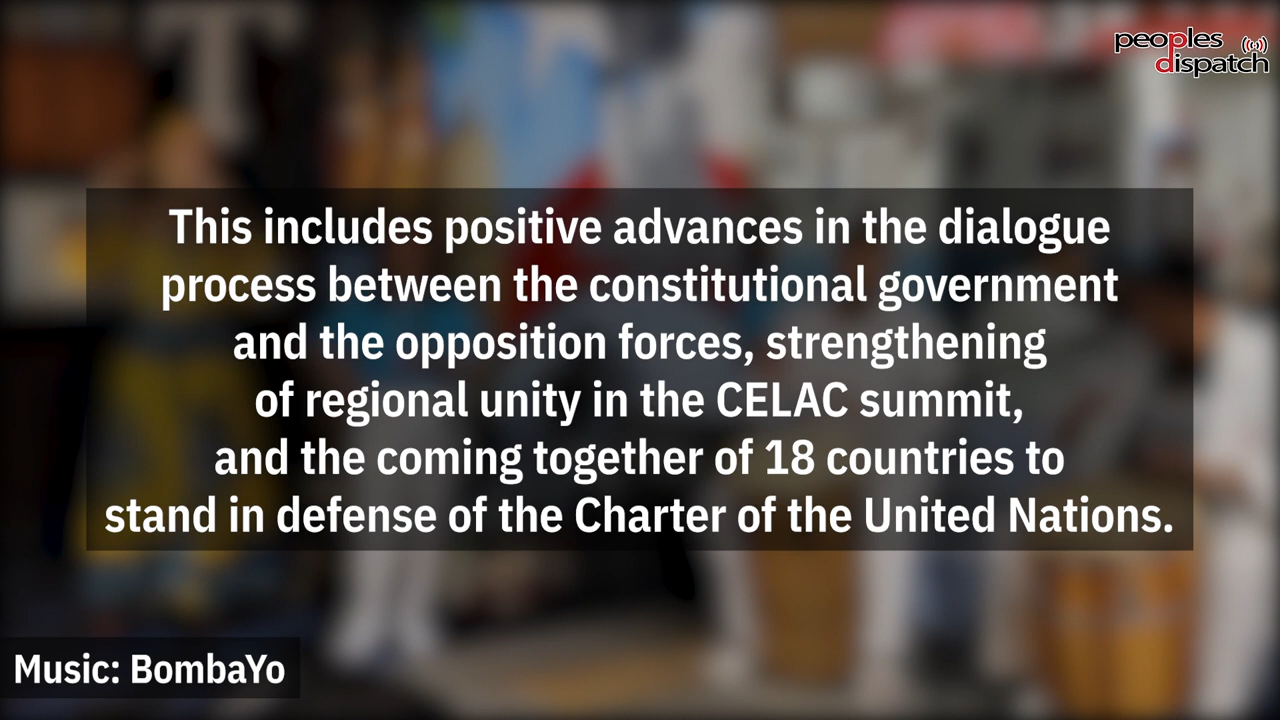 peoples
dispatch
This includes positive advances in the dialogue
process between the constitutional government
and the opposition forces, strengthening
of regional unity in the CELAC summit,
and the coming together of 18 countries to
stand in defense of the Charter of the United Nations.
Music: BombaYo